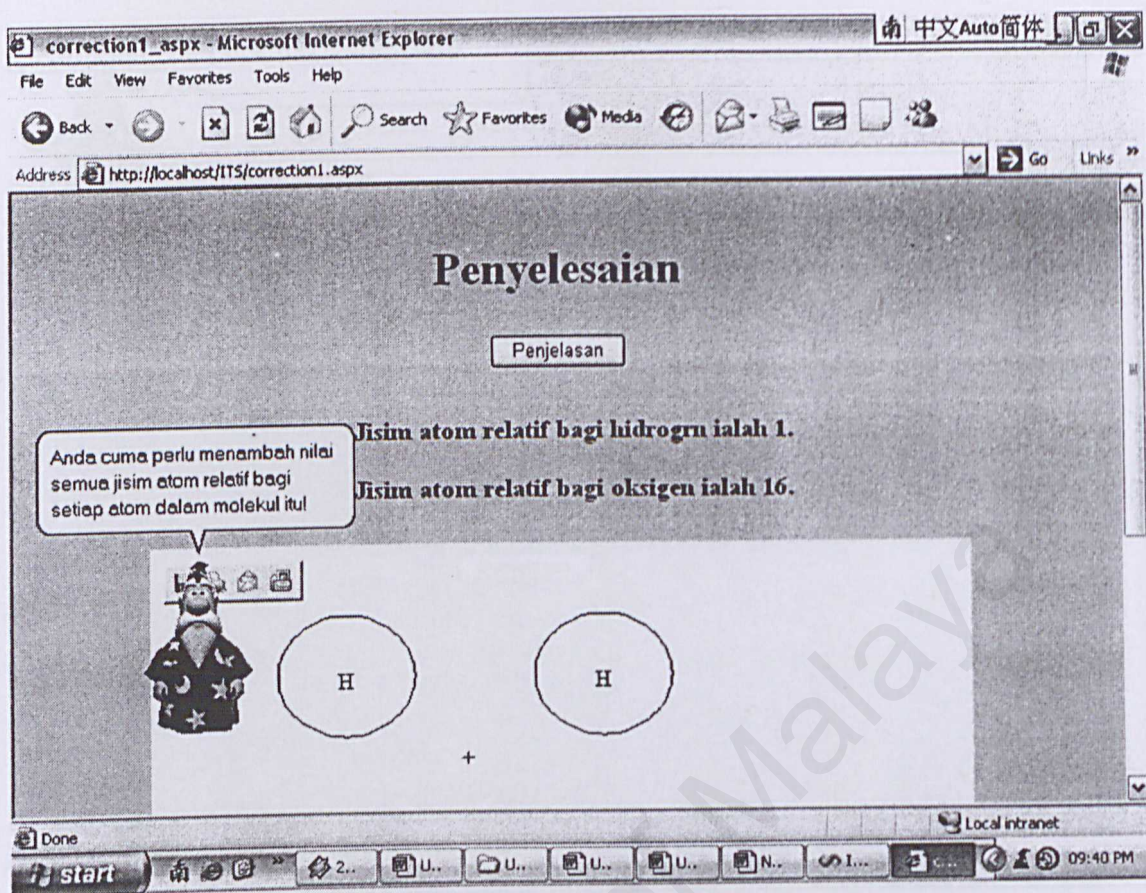 correction1_aspx - Microsoft Internet Explorer
中文Auto简体
File Edit View Favorites Tools Help
Back Search Favorites Media
Address http://localhost/ITS/correction1.aspx Go Links »
Penyelesaian
Penjelasan
Jisim atom relatif bagi hidrogrn ialah 1.
Jisim atom relatif bagi oksigen ialah 16.
Anda cuma perlu menambah nilai
semua jisim atom relatif bagi
setiap atom dalam molekul itu!
H H
+
Malaya
Done Local intranet
start » 2.. U.. U.. U.. U.. N.. I... c... 09:40 PM